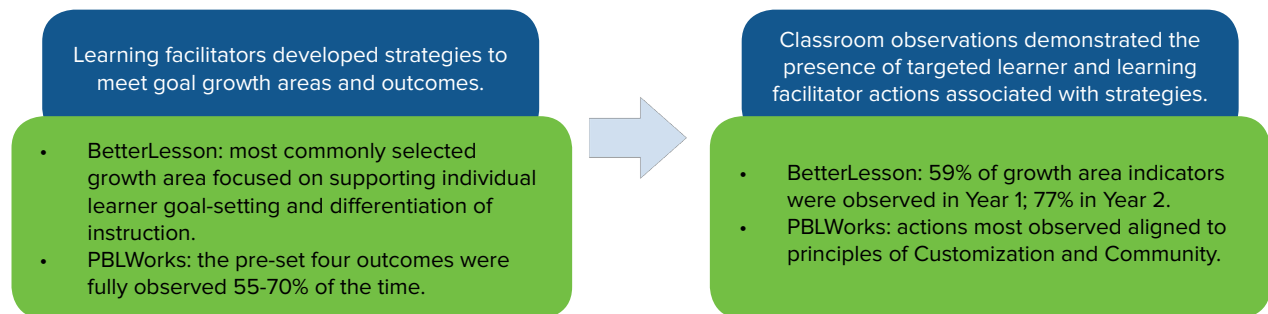 Learning facilitators developed strategies to
meet goal growth areas and outcomes.
• BetterLesson: most commonly selected
growth area focused on supporting individual
learner goal-setting and differentiation of
instruction.
• PBLWorks: the pre-set four outcomes were
fully observed 55-70% of the time.
Classroom observations demonstrated the
presence of targeted learner and learning
facilitator actions associated with strategies.
• BetterLesson: 59% of growth area indicators
were observed in Year 1; 77% in Year 2.
• PBLWorks: actions most observed aligned to
principles of Customization and Community.